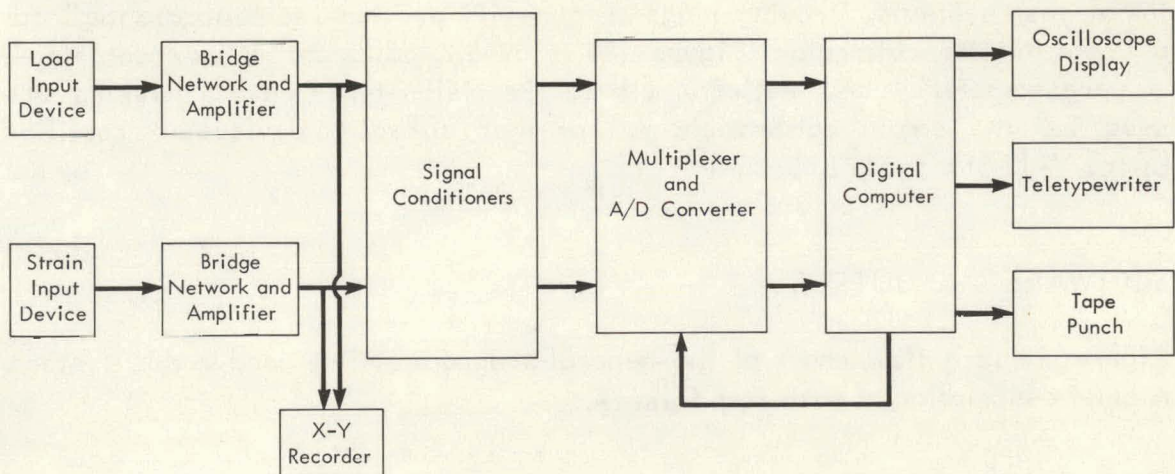 Load
Input
Device
Bridge
Network and
Amplifier
Signal
Conditioners
Multiplexer
and
A/D Converter
Digital
Computer
Oscilloscope
Display
Teletypewriter
Strain
Input
Device
Bridge
Network and
Amplifier
Tape
Punch
X-Y
Recorder